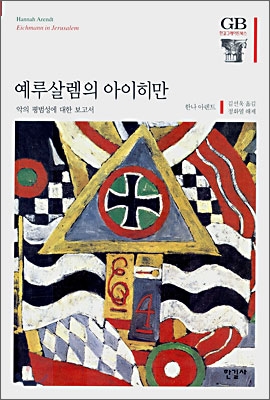 Hannah Arendt
Eichmann in Jerusalem
GB
한길그레이트북스
예루살렘의 아이히만
악의 평범성에 대한 보고서
한나 아렌트
김선욱 옮김
정화열 해제
E
4
한길사